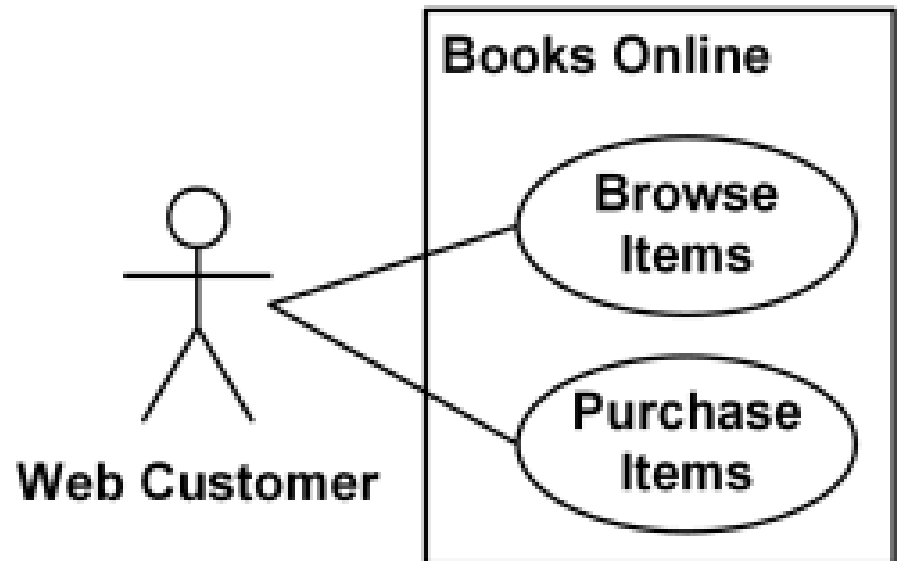 Books Online
Browse
Items
Purchase
Items
Web Customer